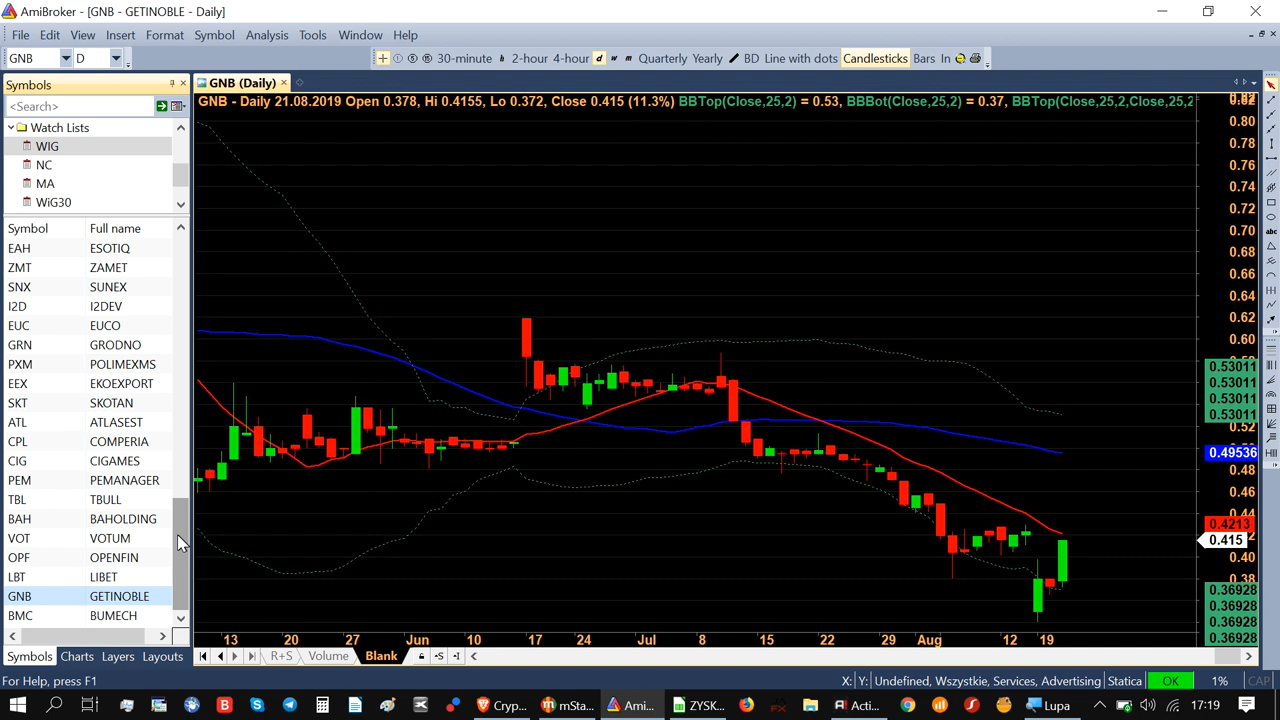 AmiBroker - [GNB - GETINOBLE - Daily]
File Edit View Insert Format Symbol Analysis Tools Window Help
GNB D 30-minute h 2-hour 4-hour d w m Quarterly Yearly BD Line with dots Candlesticks Bars In
Symbols
GNB (Daily)
<Search>
GNB - Daily 21.08.2019 Open 0.378, Hi 0.4155, Lo 0.372, Close 0.415 (11.3%) BBTop(Close,25,2) = 0.53, BBBot(Close,25,2) = 0.37, BBTop(Close,25,2,Close,25,2
Watch Lists
WIG
NC
MA
WiG30
Symbol Full name
EAH ESOTIQ
ZMT ZAMET
SNX SUNEX
I2D I2DEV
EUC EUCO
GRN GRODNO
PXM POLIMEXMS
EEX EKOEXPORT
SKT SKOTAN
ATL ATLASEST
CPL COMPERIA
CIG CIGAMES
PEM PEMANAGER
TBL TBULL
BAH BAHOLDING
VOT VOTUM
OPF OPENFIN
LBT LIBET
GNB GETINOBLE
BMC BUMECH
0.80
0.78
0.76
0.74
0.72
0.70
0.68
0.66
0.64
0.62
0.60
0.53011
0.53011
0.53011
0.53011
0.52
0.49536
0.48
0.46
0.44
0.4213
0.415
0.40
0.38
0.36928
0.36928
0.36928
0.36928
13 20 27 Jun 10 17 24 Jul 8 15 22 29 Aug 12 19
abc
Symbols Charts Layers Layouts
R+S Volume Blank
For Help, press F1
X: Y: Undefined, Wszystkie, Services, Advertising Statica OK 1% CAP
Cryp... mSta... Ami... ZYSK... Acti... Lupa 17:19